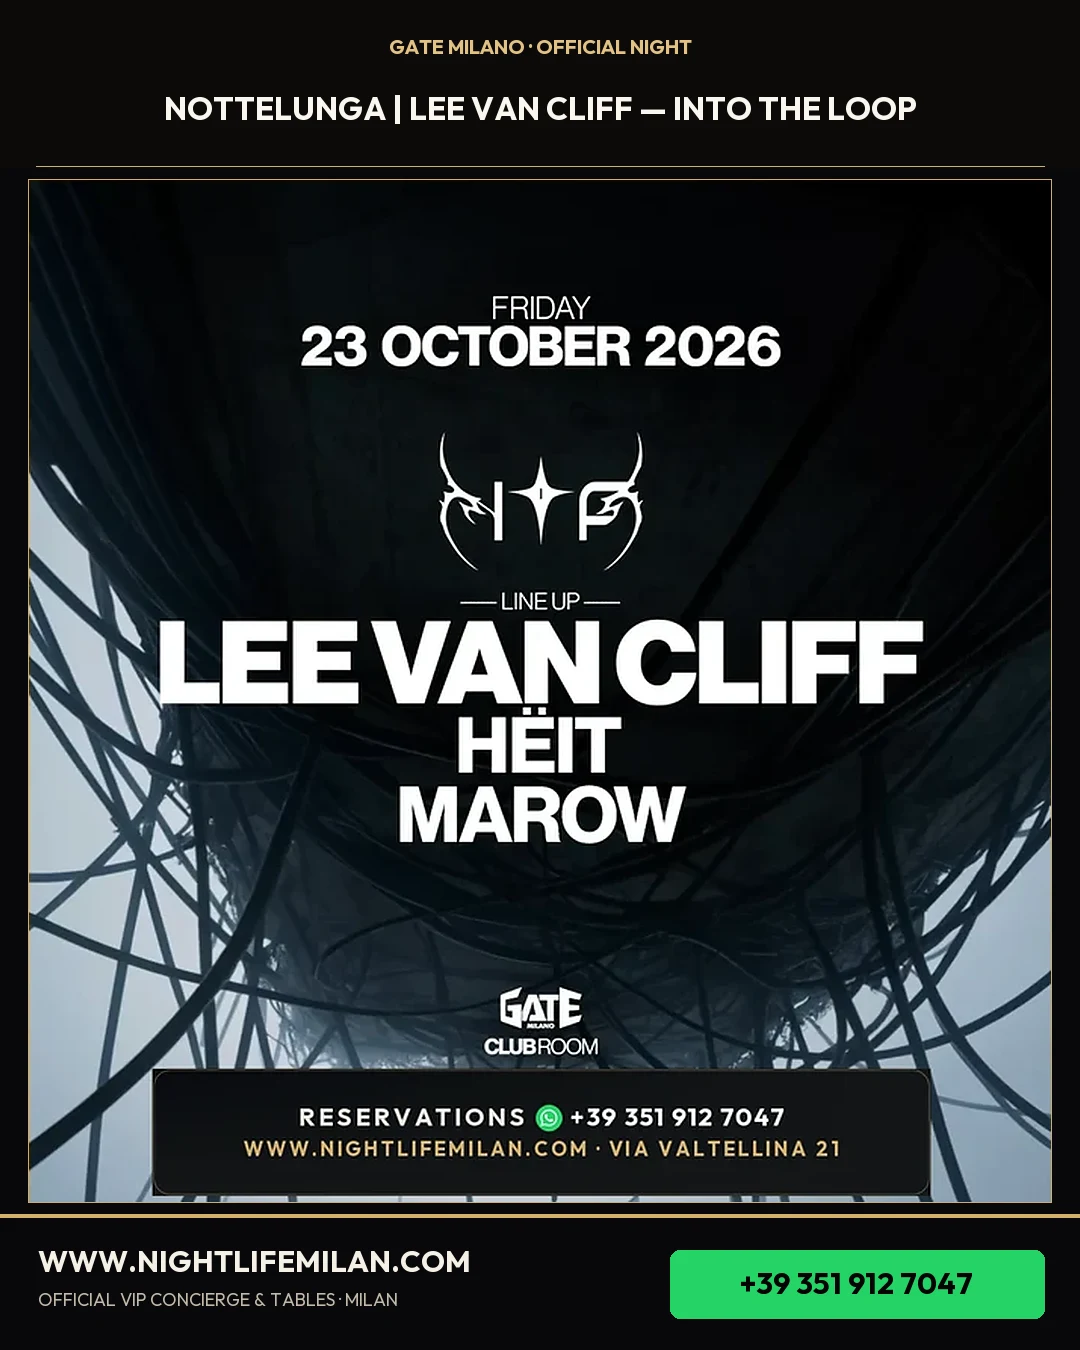 GATE MILANO · OFFICIAL NIGHT
NOTTELUNGA | LEE VAN CLIFF — INTO THE LOOP
FRIDAY
23 OCTOBER 2026
LINE UP
LEE VAN CLIFF
HËIT
MAROW
GATE
MILANO
CLUBROOM
RESERVATIONS +39 351 912 7047
WWW.NIGHTLIFEMILAN.COM · VIA VALTELLINA 21
WWW.NIGHTLIFEMILAN.COM
OFFICIAL VIP CONCIERGE & TABLES · MILAN
+39 351 912 7047